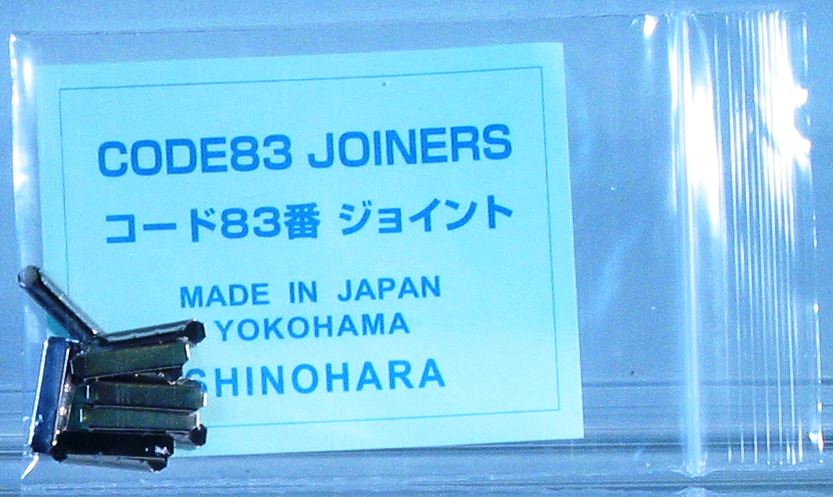 CODE83 JOINERS
コード83番 ジョイント
MADE IN JAPAN
YOKOHAMA
SHINOHARA